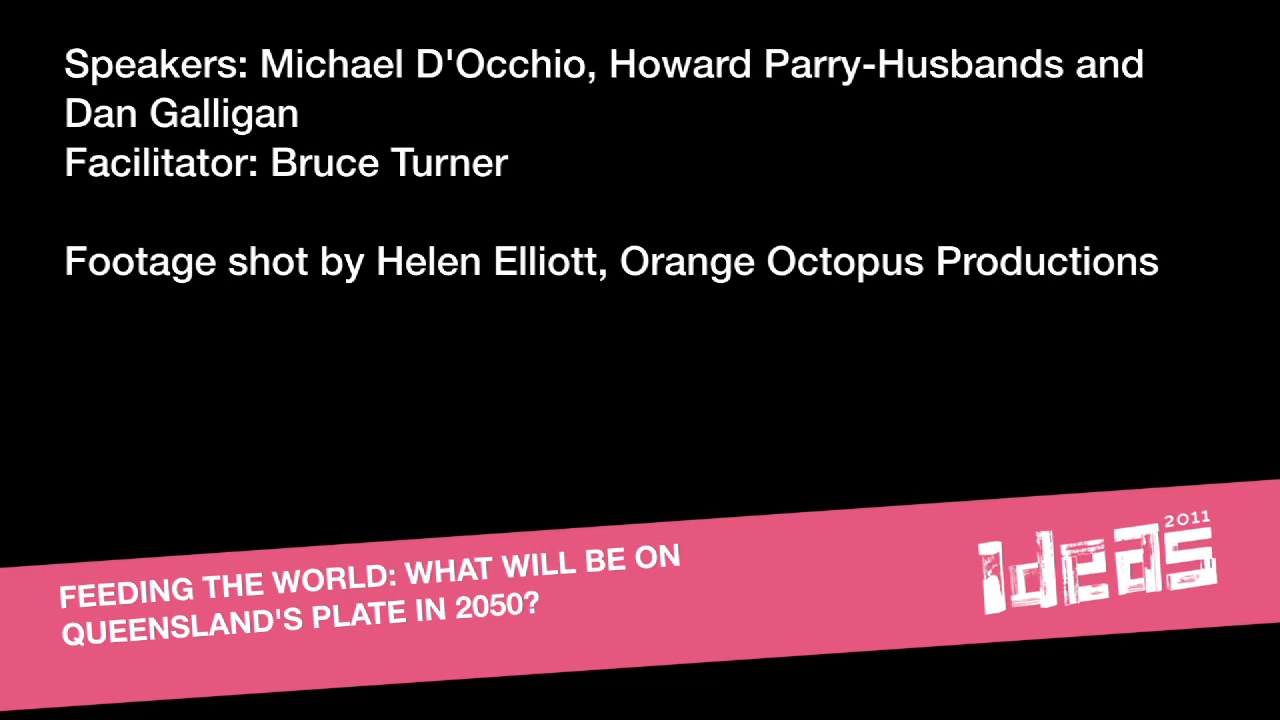 Speakers: Michael D'Occhio, Howard Parry-Husbands and
Dan Galligan
Facilitator: Bruce Turner
Footage shot by Helen Elliott, Orange Octopus Productions
FEEDING THE WORLD: WHAT WILL BE ON
QUEENSLAND'S PLATE IN 2050?
2011
Ideas